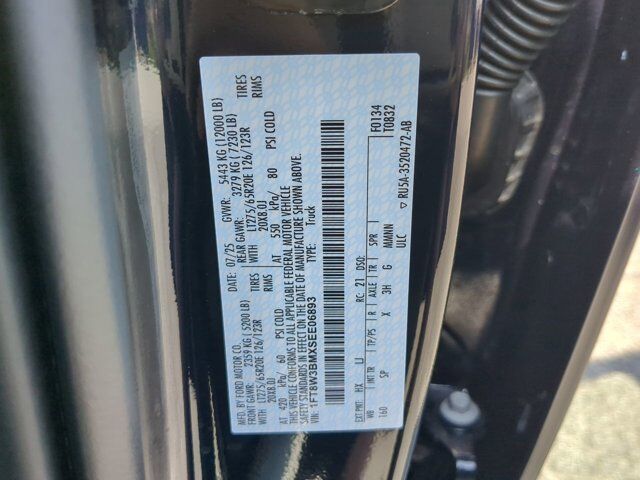 MFD. BY FORD MOTOR CO.
07/25 GVWR: 5443 KG (12000 LB)
FRONT GAWR: 2359 KG (5200 LB)
REAR GAWR: 3279 KG (7230 LB)
LT275/65R20E 126/123R TIRES
WITH LT275/65R20E 126/123R TIRES
20X8.0J RIMS
20X8.0J RIMS
AT 420 kPa/ 60 PSI COLD
AT 550 kPa/ 80 PSI COLD
THIS VEHICLE CONFORMS TO ALL APPLICABLE FEDERAL MOTOR VEHICLE
SAFETY STANDARDS IN EFFECT ON THE DATE OF MANUFACTURE SHOWN ABOVE.
1FT8W3BMXSEE06893 TYPE: Truck
F0134
T0832
EXT PNT: HX LJ RC: 21 DSO:
WB INT TR TP/PS R AXLE TR SPR
160 SP X 3H G MMNN
ULC
▽ RU5A-3520472-AB